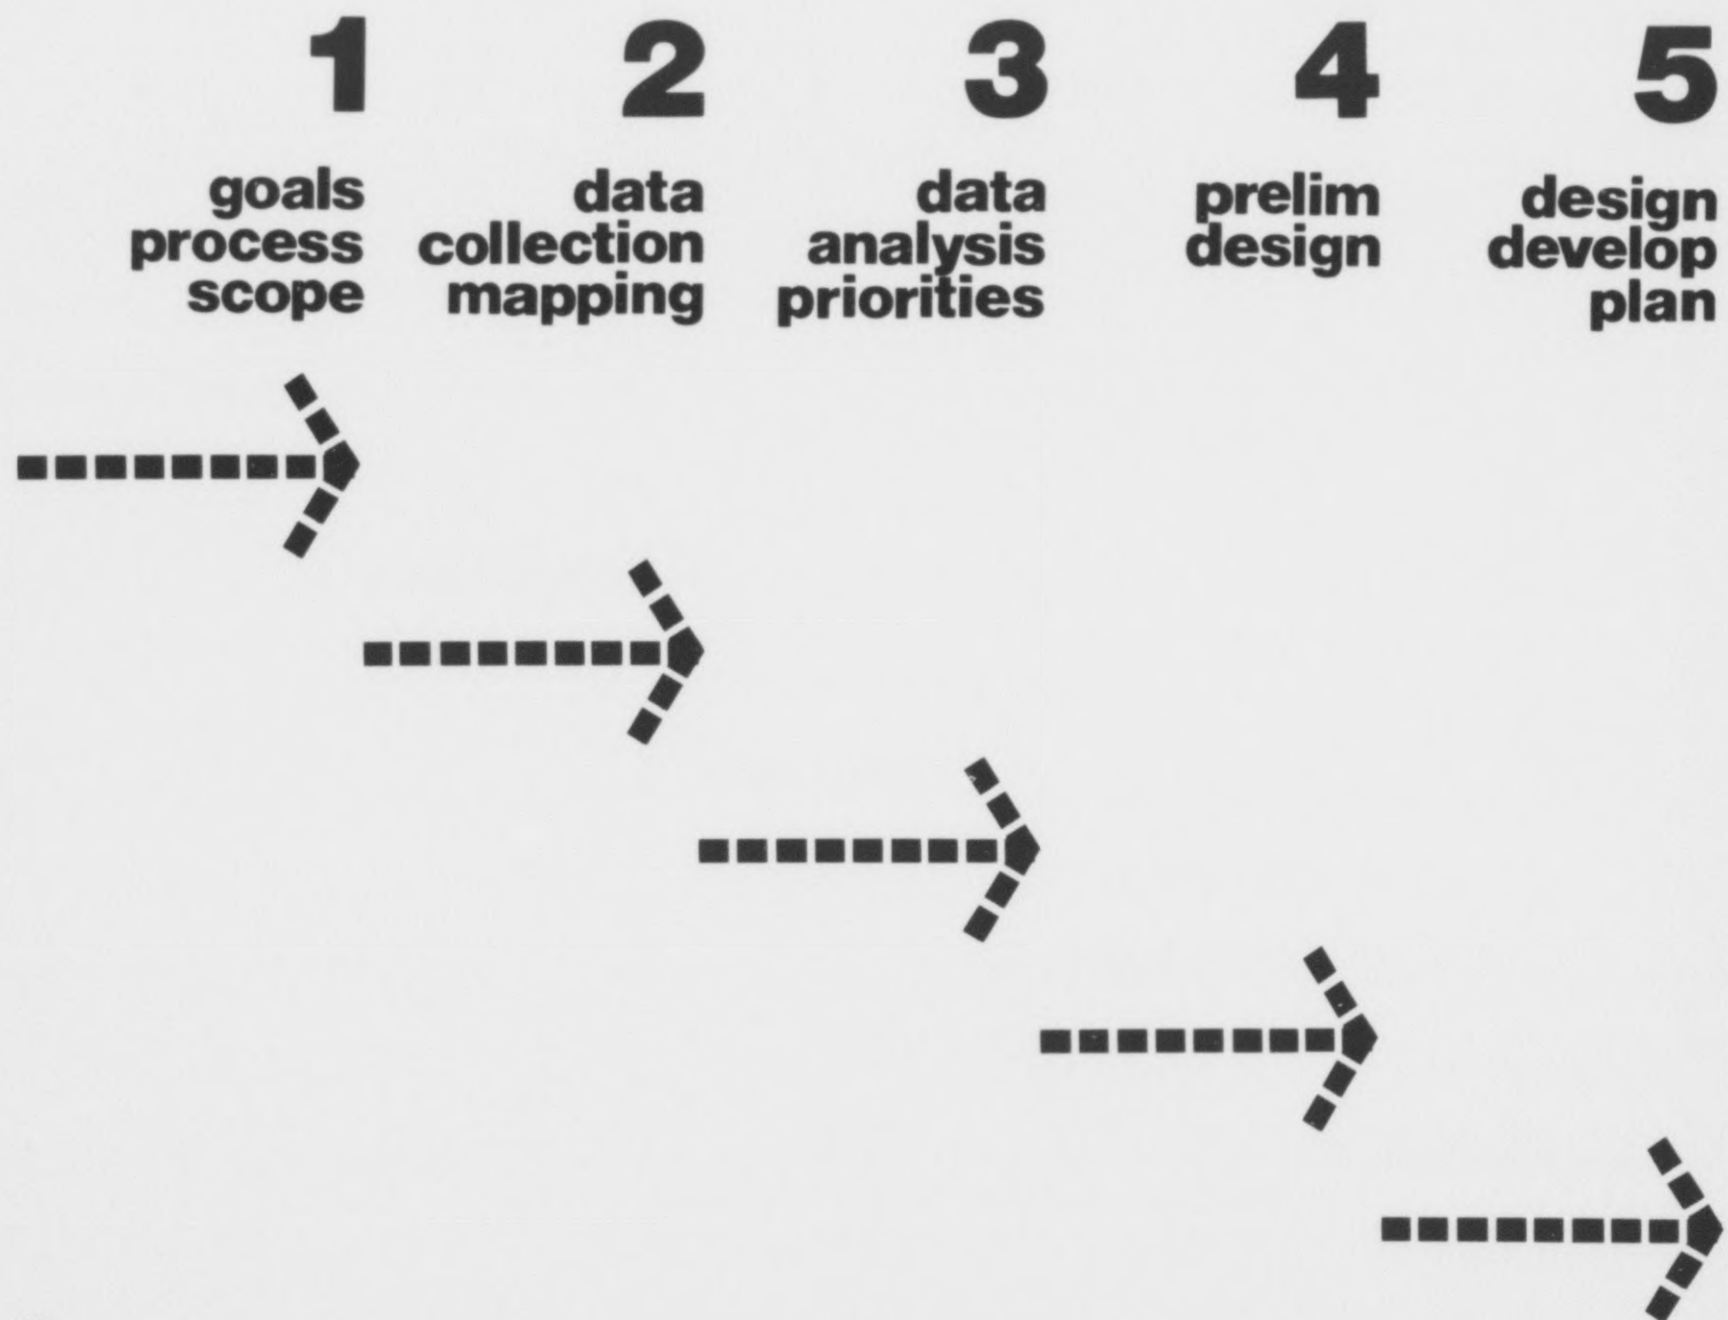 1
goals
process
scope
2
data
collection
mapping
3
data
analysis
priorities
4
prelim
design
5
design
develop
plan